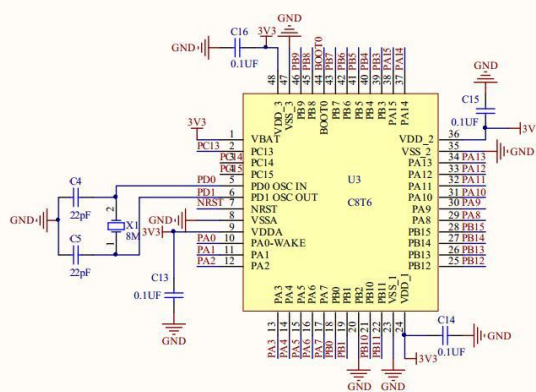 C16
3V3
GND
GND
0.1UF
PB9
PB8
BOOT0
PB7
PB6
PB5
PB4
PB3
PA15
PA14
48
47
46
45
44
43
42
41
40
39
38
37
VDD_3
VSS_3
PB9
PB8
BOOT0
PB7
PB6
PB5
PB4
PB3
PA15
PA14
GND
C15
0.1UF
3V3
GND
3V3
1 VBAT
PC13 2 PC13
PC14 3 PC14
PC15 4 PC15
PD0 5 PD0 OSC IN
PD1 6 PD1 OSC OUT
NRST 7 NRST
GND 8 VSSA
3V3 9 VDDA
PA0 10 PA0-WAKE
PA1 11 PA1
PA2 12 PA2
U3
C8T6
VDD_2 36
VSS_2 35
PA13 34 PA13
PA12 33 PA12
PA11 32 PA11
PA10 31 PA10
PA9 30 PA9
PA8 29 PA8
PB15 28 PB15
PB14 27 PB14
PB13 26 PB13
PB12 25 PB12
C4
22pF
GND
2
X1
8M
1
C5
22pF
C13
0.1UF
GND
PA3
PA4
PA5
PA6
PA7
PB0
PB1
PB2
PB10
PB11
VSS_1
VDD_1
13
14
15
16
17
18
19
20
21
22
23
24
PA3
PA4
PA5
PA6
PA7
PB0
PB1
PB10
PB11
GND
GND
C14
0.1UF
GND
3V3